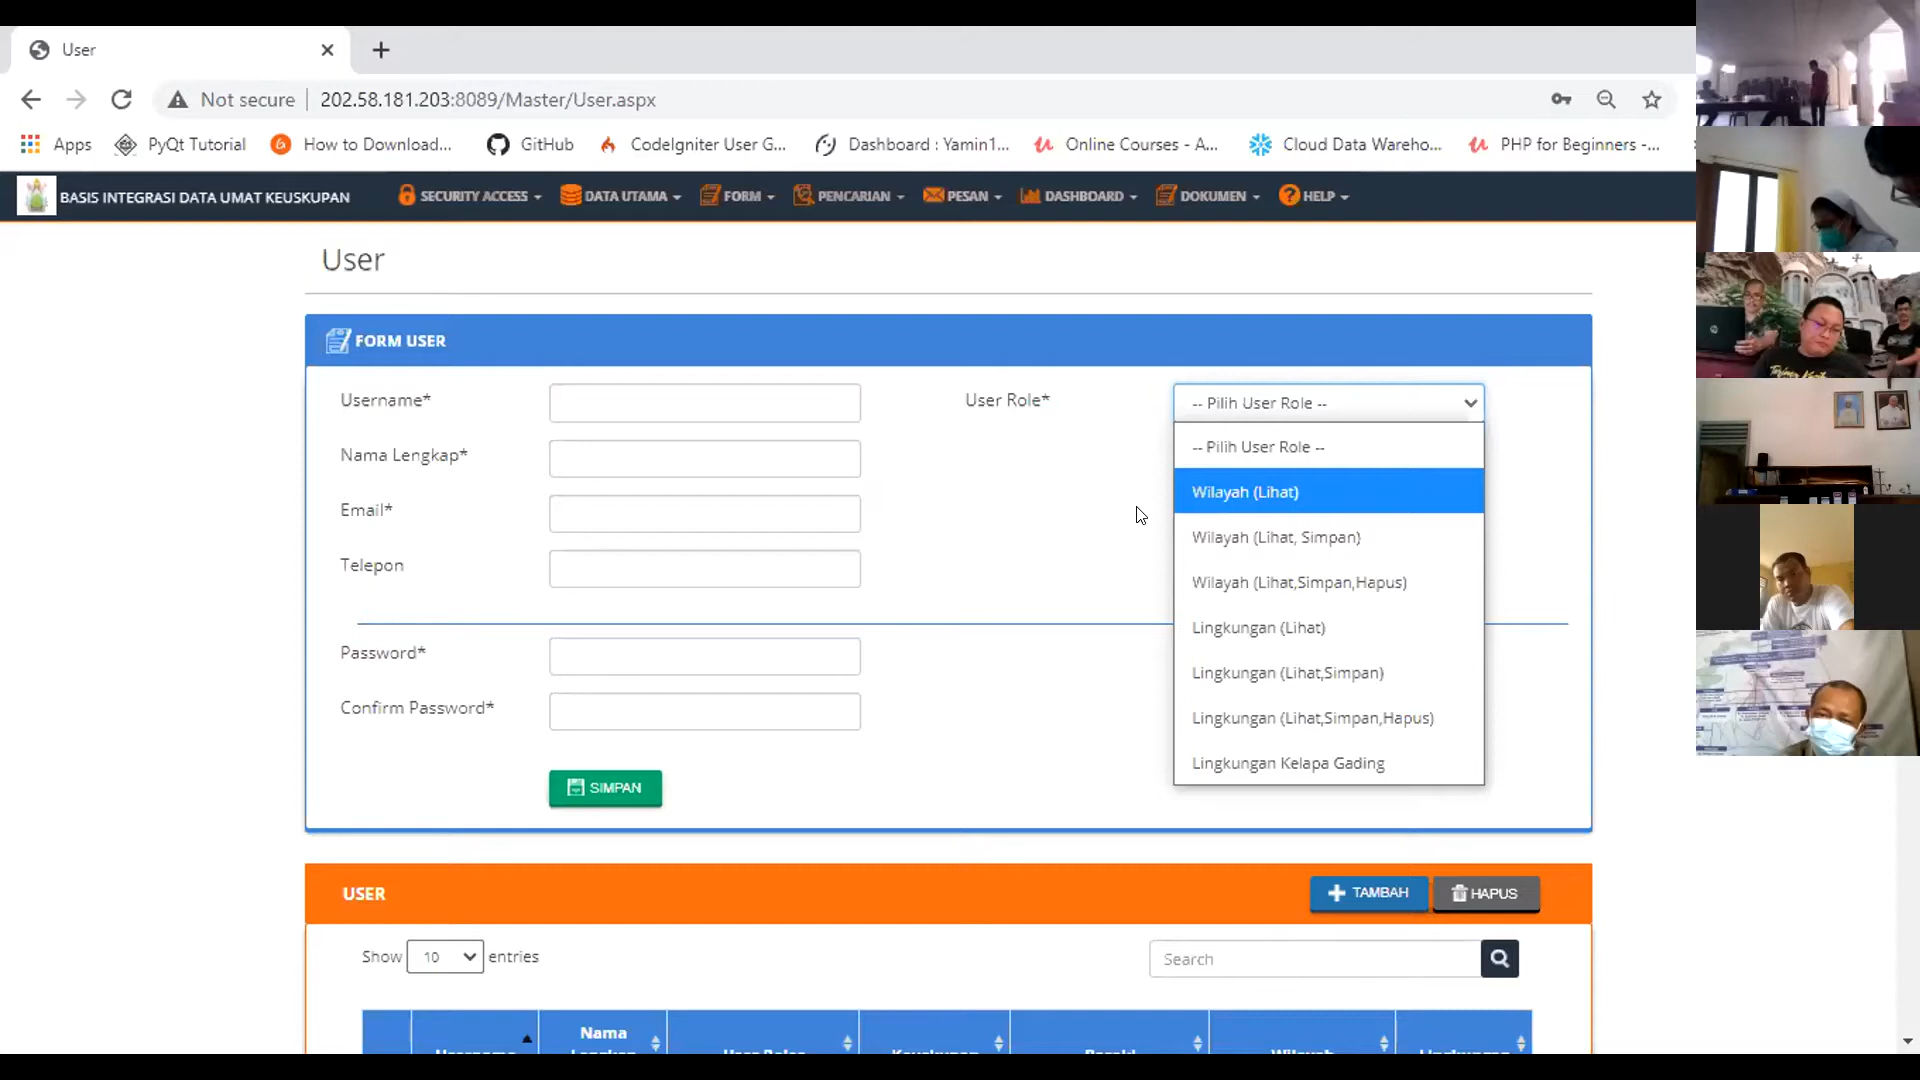 User
Not secure
202.58.181.203:8089/Master/User.aspx
Apps
PyQt Tutorial
How to Download...
GitHub
CodeIgniter User G...
Dashboard : Yamin1...
Online Courses - A...
Cloud Data Wareho...
PHP for Beginners -...
BASIS INTEGRASI DATA UMAT KEUSKUPAN
SECURITY ACCESS
DATA UTAMA
FORM
PENCARIAN
PESAN
DASHBOARD
DOKUMEN
HELP
User
FORM USER
Username*
User Role*
-- Pilih User Role --
-- Pilih User Role --
Wilayah (Lihat)
Wilayah (Lihat, Simpan)
Wilayah (Lihat,Simpan,Hapus)
Lingkungan (Lihat)
Lingkungan (Lihat,Simpan)
Lingkungan (Lihat,Simpan,Hapus)
Lingkungan Kelapa Gading
Nama Lengkap*
Email*
Telepon
Password*
Confirm Password*
SIMPAN
USER
TAMBAH
HAPUS
Show 10 entries
Search
Nama